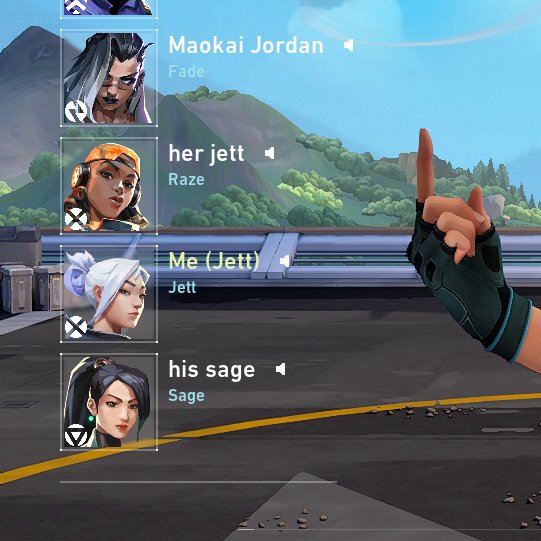 Maokai Jordan
Fade
her jett
Raze
Me (Jett)
Jett
his sage
Sage